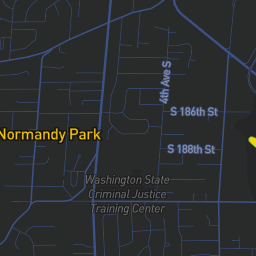 4th Ave S
S 186th St
Normandy Park
S 188th St
Washington State
Criminal Justice
Training Center